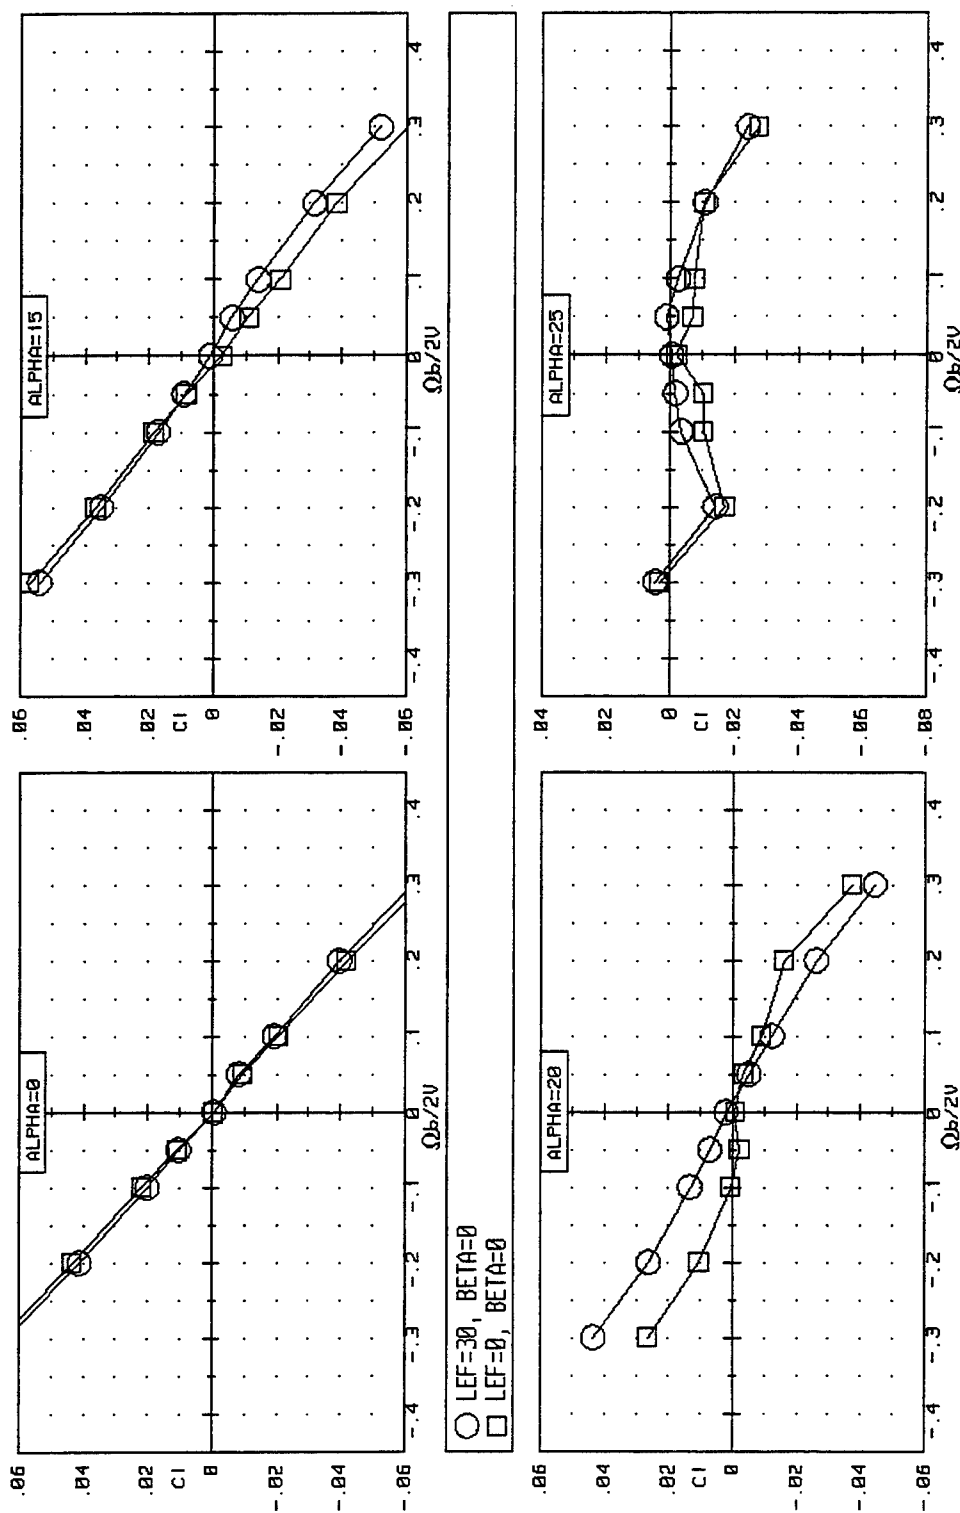 ALPHA=0
.06
.04
.02
Cl
0
-.02
-.04
-.06
-.4 -.3 -.2 -.1 0 .1 .2 .3 .4
Ωb/2V
ALPHA=15
.06
.04
.02
Cl
0
-.02
-.04
-.06
-.4 -.3 -.2 -.1 0 .1 .2 .3 .4
Ωb/2V
LEF=30, BETA=0
LEF=0, BETA=0
ALPHA=20
.06
.04
.02
Cl
0
-.02
-.04
-.06
-.4 -.3 -.2 -.1 0 .1 .2 .3 .4
Ωb/2V
ALPHA=25
.04
.02
0
Cl
-.02
-.04
-.06
-.08
-.4 -.3 -.2 -.1 0 .1 .2 .3 .4
Ωb/2V